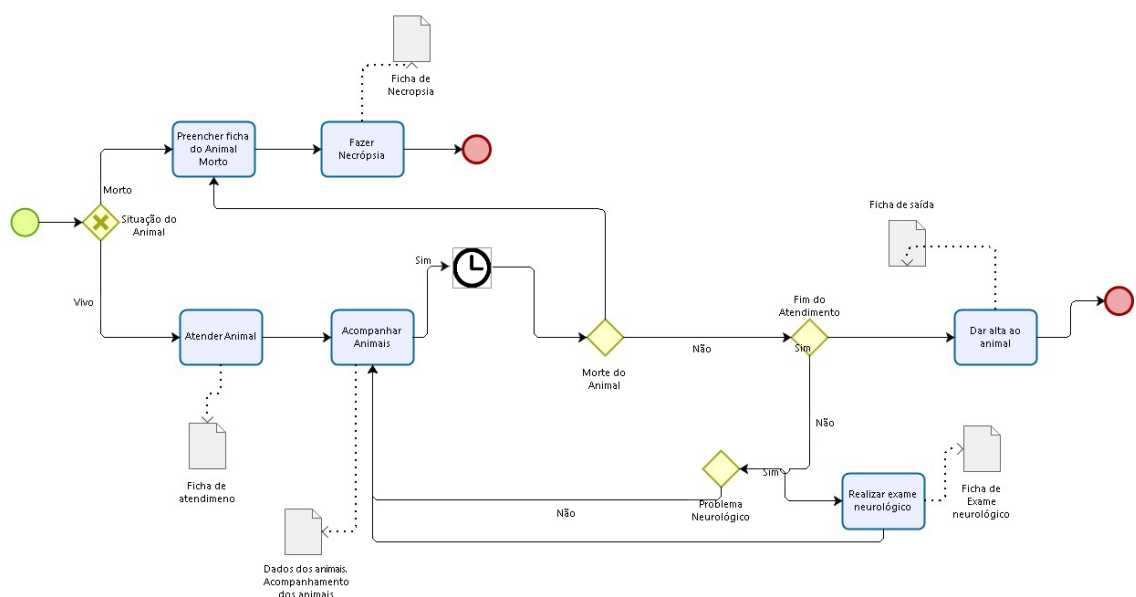 Ficha de
Necropsia
Preencher ficha
do Animal
Morto
Fazer
Necrópsia
Morto
Situação do
Animal
Ficha de saída
Sim
Vivo
Fim do
Atendimento
Atender Animal
Acompanhar
Animais
Dar alta ao
animal
Não
Sim
Morte do
Animal
Não
Sim
Ficha de
atendimeno
Problema
Neurológico
Realizar exame
neurológico
Ficha de
Exame
neurológico
Não
Dados dos animais.
Acompanhamento
dos animais